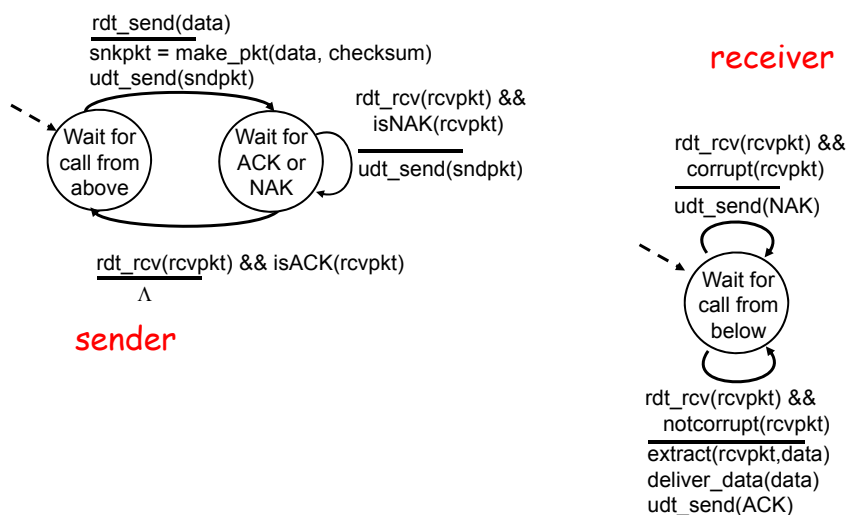 rdt_send(data)
snkpkt = make_pkt(data, checksum)
udt_send(sndpkt)
Wait for
call from
above
Wait for
ACK or
NAK
rdt_rcv(rcvpkt) &&
isNAK(rcvpkt)
udt_send(sndpkt)
rdt_rcv(rcvpkt) && isACK(rcvpkt)
Λ
sender
receiver
rdt_rcv(rcvpkt) &&
corrupt(rcvpkt)
udt_send(NAK)
Wait for
call from
below
rdt_rcv(rcvpkt) &&
notcorrupt(rcvpkt)
extract(rcvpkt,data)
deliver_data(data)
udt_send(ACK)